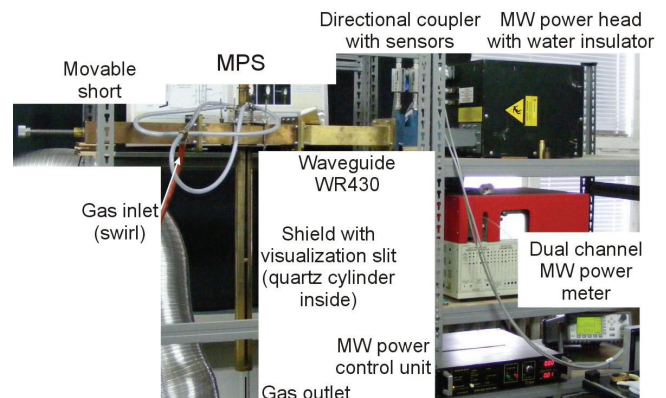 Directional coupler
with sensors
MW power head
with water insulator
Movable
short
MPS
Waveguide
WR430
Gas inlet
(swirl)
Shield with
visualization slit
(quartz cylinder
inside)
Dual channel
MW power
meter
MW power
control unit
Gas outlet